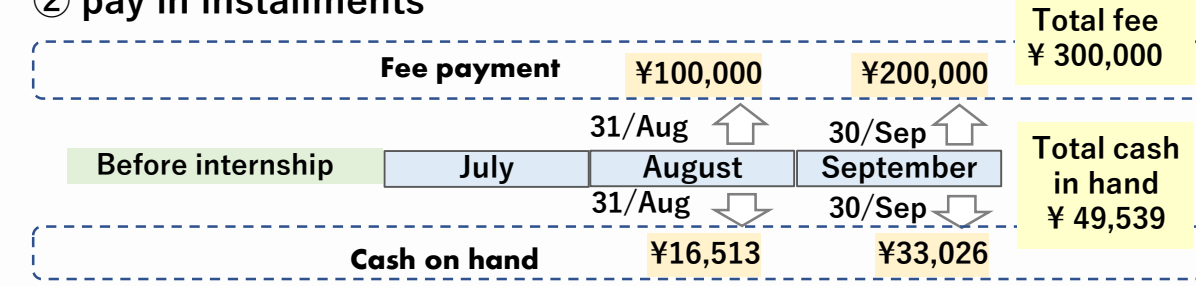 ② pay in installments
Total fee
¥ 300,000
Fee payment
¥100,000
¥200,000
31/Aug
30/Sep
Before internship
July
August
September
Total cash
in hand
¥ 49,539
31/Aug
30/Sep
Cash on hand
¥16,513
¥33,026